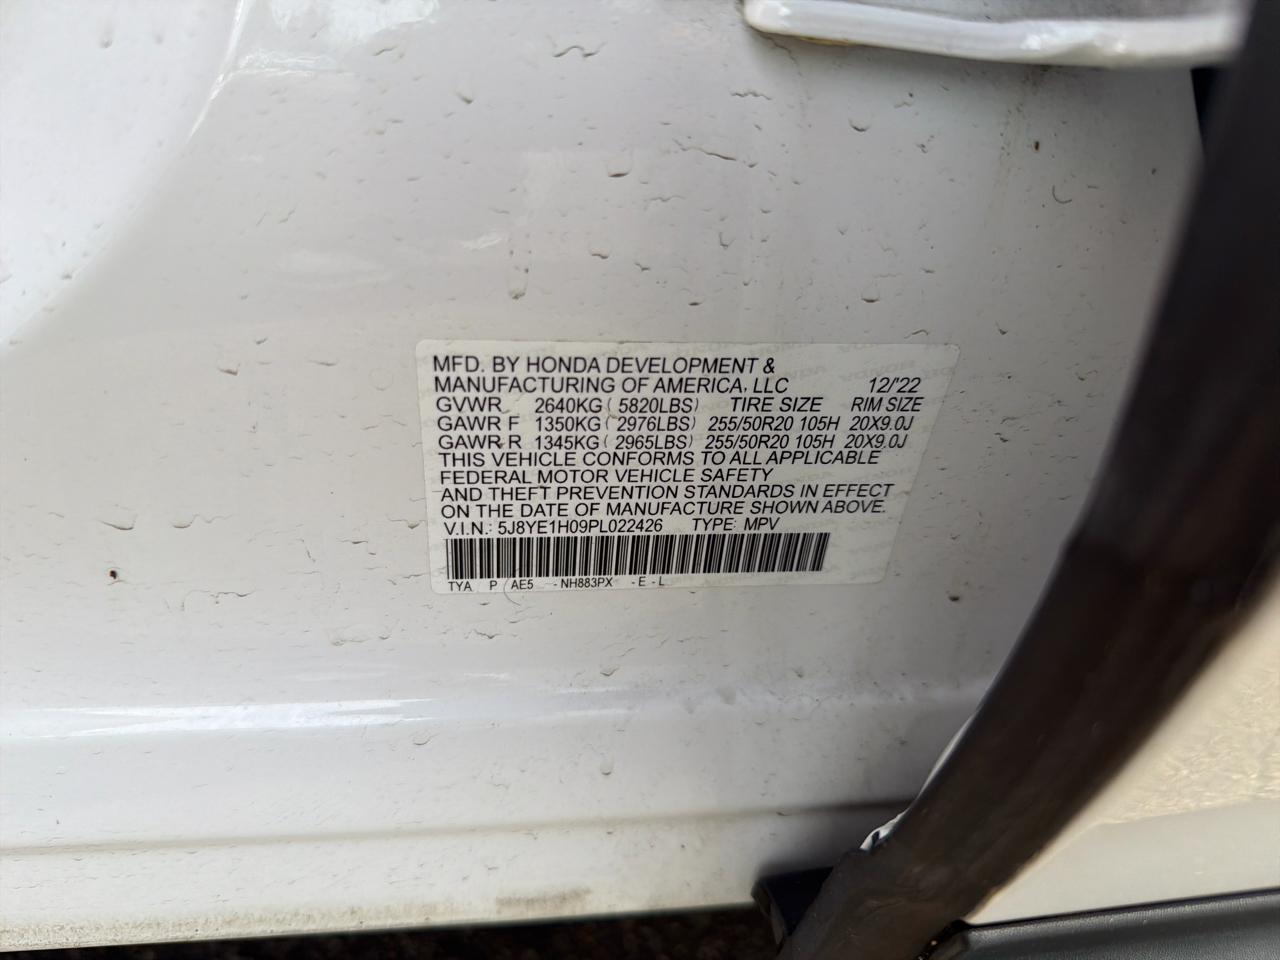 MFD. BY HONDA DEVELOPMENT &
MANUFACTURING OF AMERICA, LLC 12/'22
GVWR 2640KG ( 5820LBS) TIRE SIZE RIM SIZE
GAWR F 1350KG ( 2976LBS) 255/50R20 105H 20X9.0J
GAWR R 1345KG ( 2965LBS) 255/50R20 105H 20X9.0J
THIS VEHICLE CONFORMS TO ALL APPLICABLE
FEDERAL MOTOR VEHICLE SAFETY
AND THEFT PREVENTION STANDARDS IN EFFECT
ON THE DATE OF MANUFACTURE SHOWN ABOVE.
V.I.N.: 5J8YE1H09PL022426 TYPE: MPV
TYA P AE5 - NH883PX - E - L